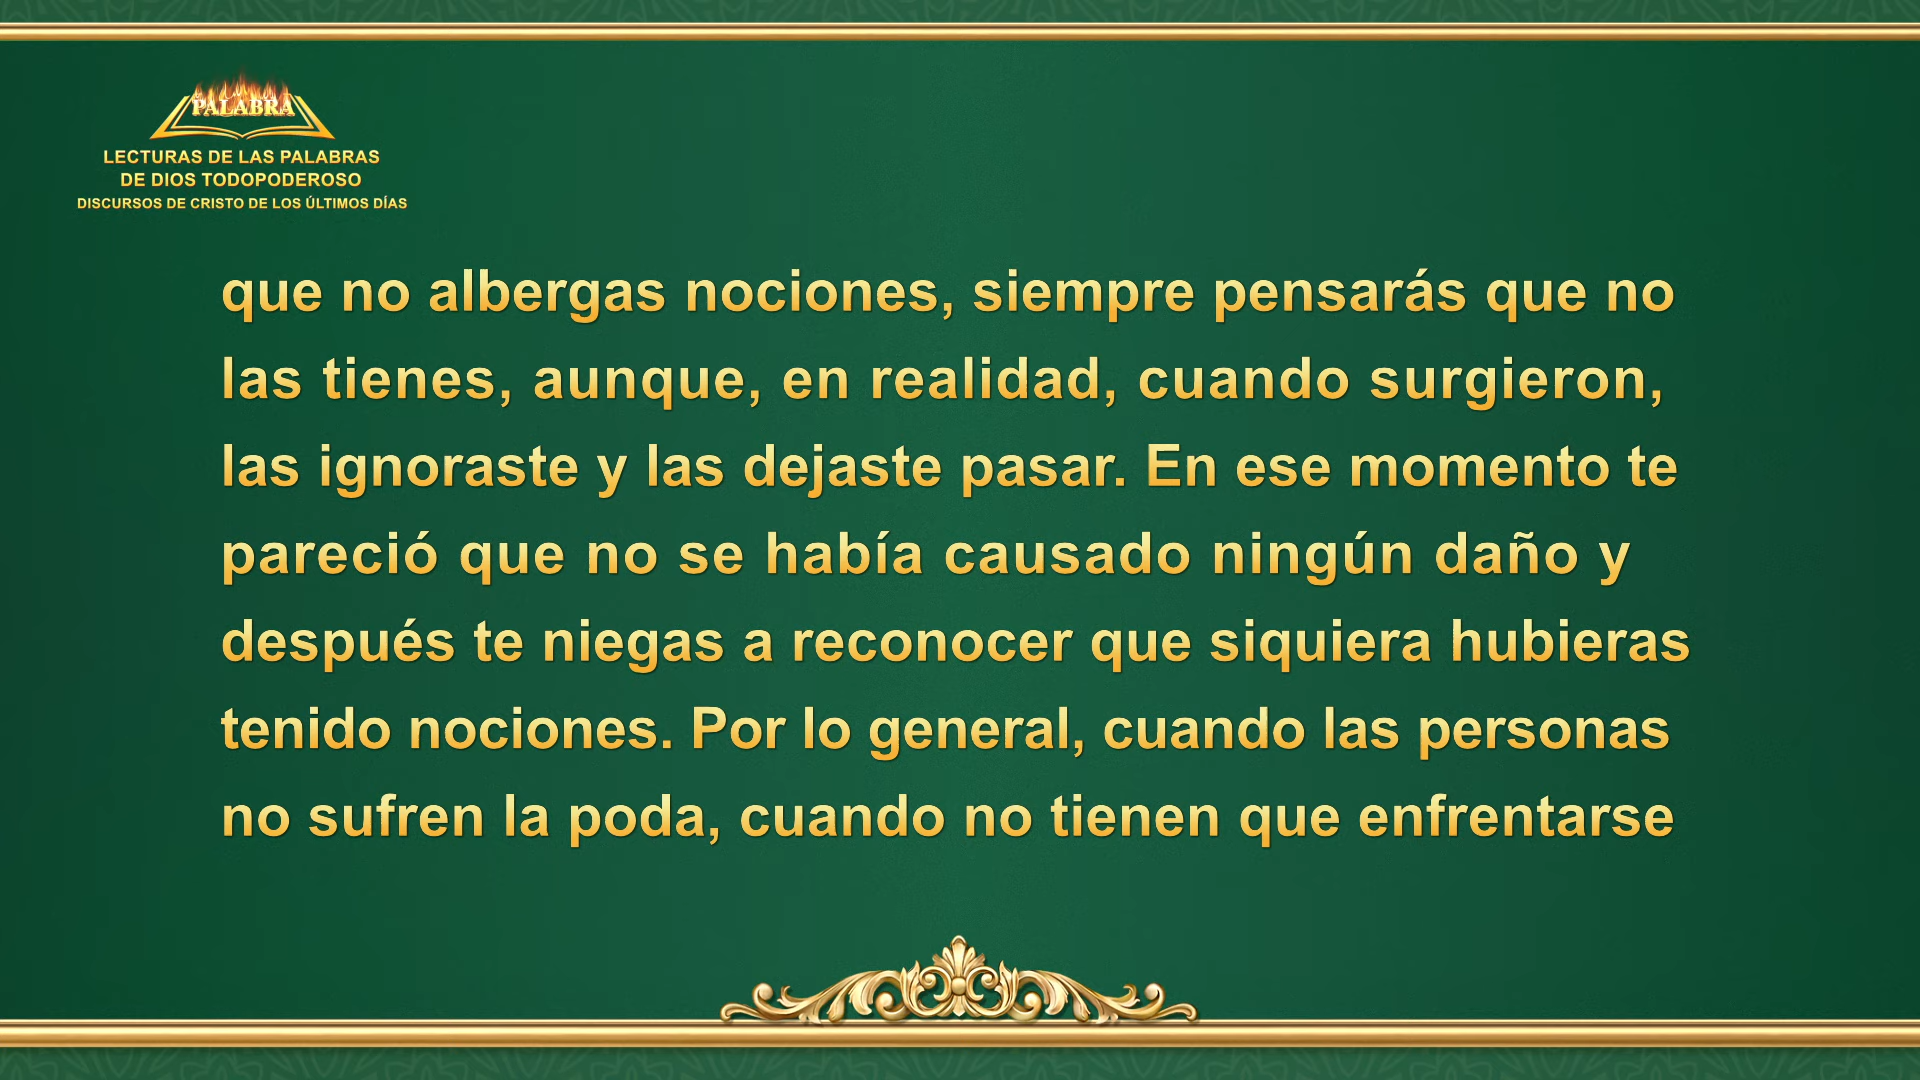 PALABRA
LECTURAS DE LAS PALABRAS
DE DIOS TODOPODEROSO
DISCURSOS DE CRISTO DE LOS ÚLTIMOS DÍAS
que no albergas nociones, siempre pensarás que no
las tienes, aunque, en realidad, cuando surgieron,
las ignoraste y las dejaste pasar. En ese momento te
pareció que no se había causado ningún daño y
después te niegas a reconocer que siquiera hubieras
tenido nociones. Por lo general, cuando las personas
no sufren la poda, cuando no tienen que enfrentarse